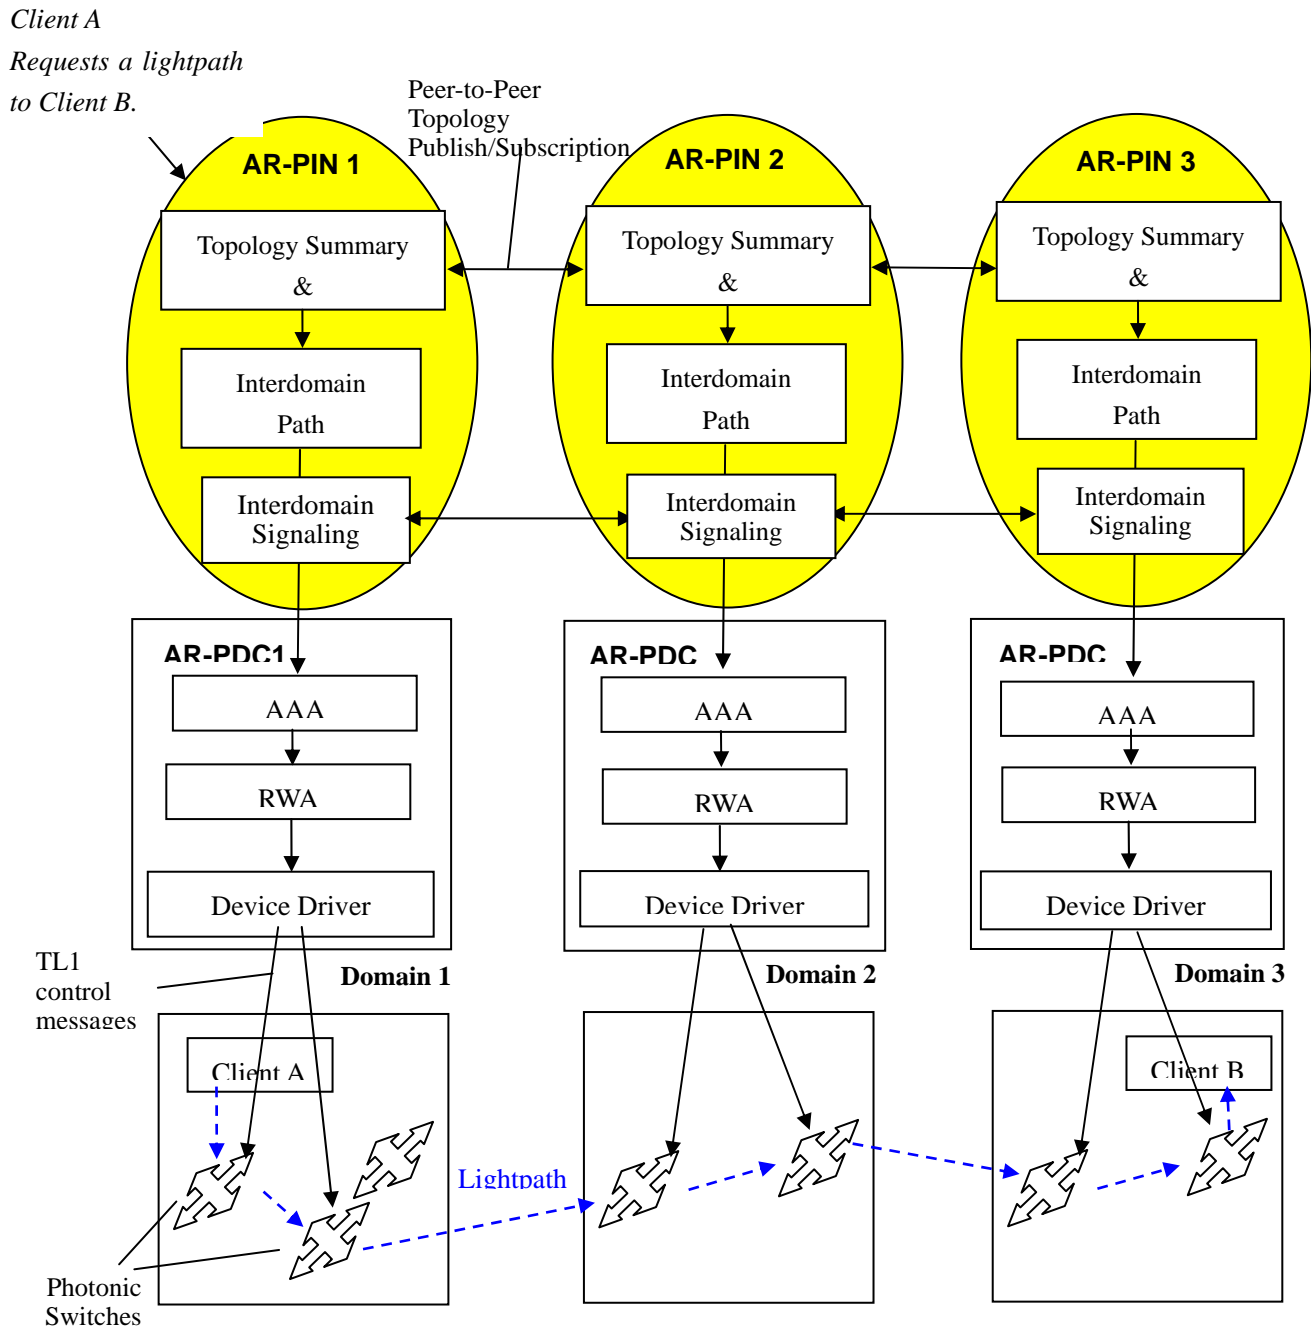 Client A
Requests a lightpath
to Client B.
Peer-to-Peer
Topology
Publish/Subscription
AR-PIN 1
AR-PIN 2
AR-PIN 3
Topology Summary
&
Topology Summary
&
Topology Summary
&
Interdomain
Path
Interdomain
Path
Interdomain
Path
Interdomain
Signaling
Interdomain
Signaling
Interdomain
Signaling
AR-PDC1
AR-PDC
AR-PDC
AAA
AAA
AAA
RWA
RWA
RWA
Device Driver
Device Driver
Device Driver
TL1
control
messages
Domain 1
Domain 2
Domain 3
Client A
Client B
Lightpath
Photonic
Switches